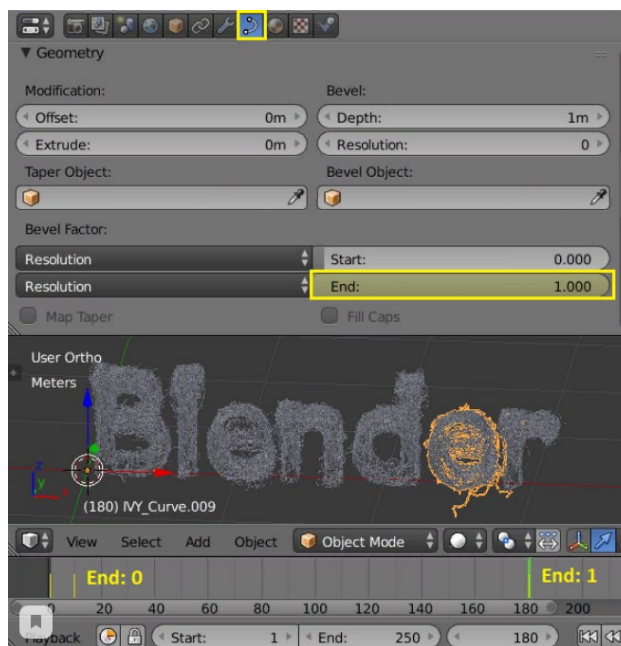 Geometry
Modification: Bevel:
Offset: 0m Depth: 1m
Extrude: 0m Resolution: 0
Taper Object: Bevel Object:
Bevel Factor:
Resolution Start: 0.000
Resolution End: 1.000
Map Taper Fill Caps
User Ortho
Meters
Blender
z
y
x
(180) IVY_Curve.009
View Select Add Object Object Mode
End: 0 End: 1
0 20 40 60 80 100 120 140 160 180 200
Playback Start: 1 End: 250 180